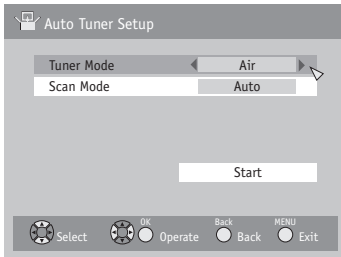 Auto Tuner Setup
Tuner Mode Air
Scan Mode Auto
Start
OK Back MENU
Select Operate Back Exit